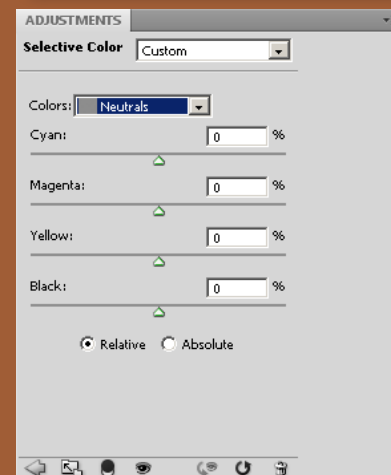 ADJUSTMENTS
Selective Color Custom
Colors: Neutrals
Cyan: 0 %
Magenta: 0 %
Yellow: 0 %
Black: 0 %
Relative Absolute